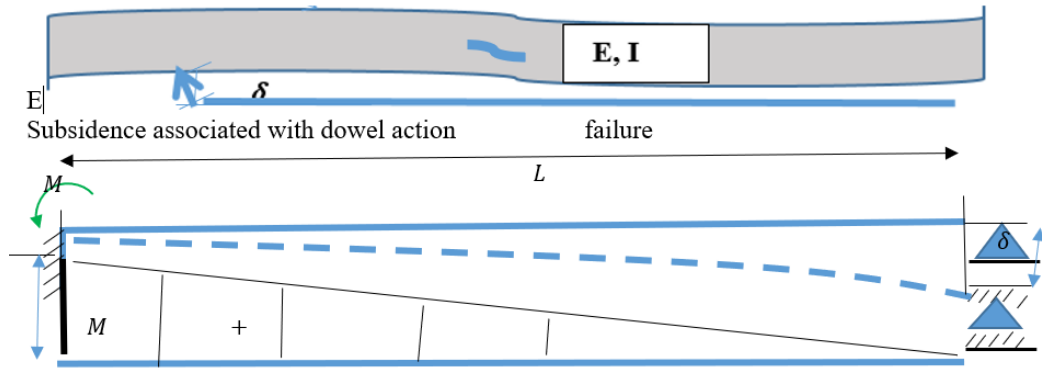 E, I
δ
E
Subsidence associated with dowel action failure
L
M
δ
M +